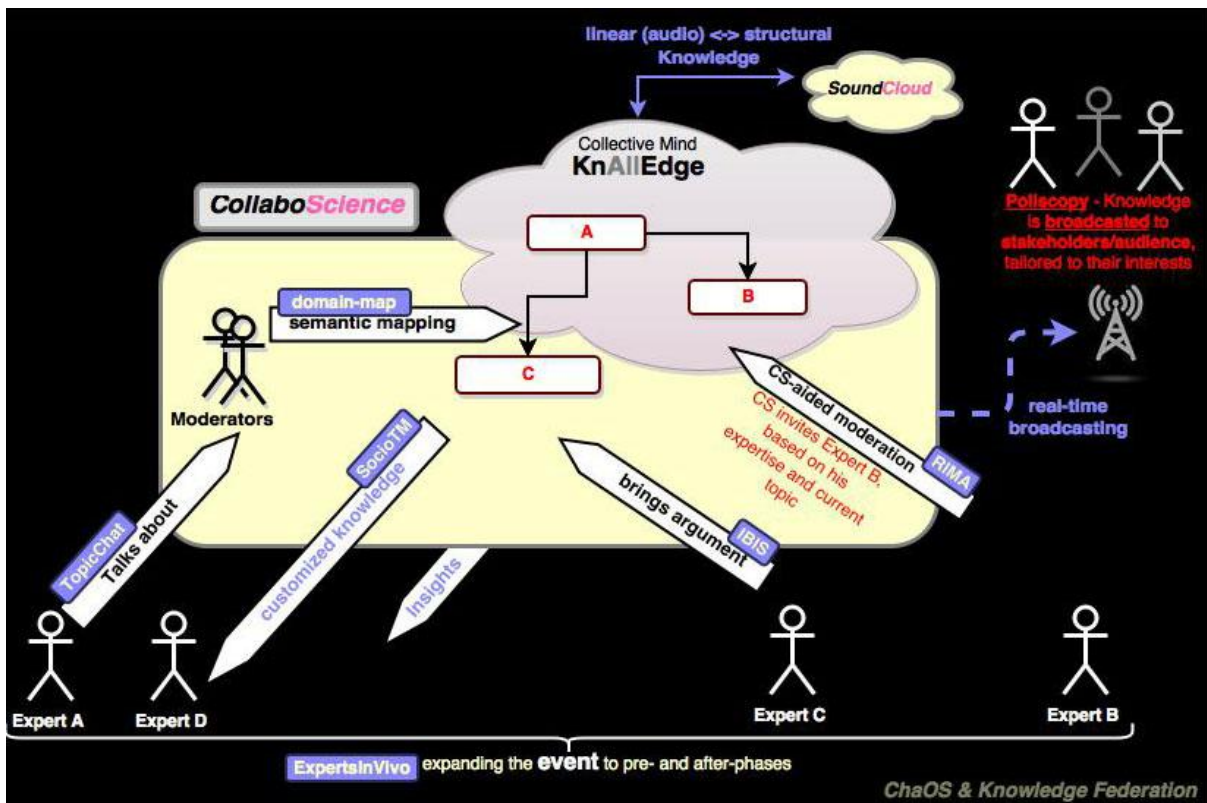 linear (audio) <-> structural
Knowledge
SoundCloud
Collective Mind
KnAllEdge
CollaboScience
A
B
C
domain-map
semantic mapping
Moderators
Poliscopy - Knowledge
is broadcasted to
stakeholders/audience,
tailored to their interests
real-time
broadcasting
CS-aided moderation
RIMA
CS invites Expert B,
based on his
expertise and current
topic
SocioTM
customized knowledge
TopicChat
Talks about
Insights
brings argument
IBIS
Expert A
Expert D
Expert C
Expert B
ExpertsInVivo expanding the event to pre- and after-phases
ChaOS & Knowledge Federation